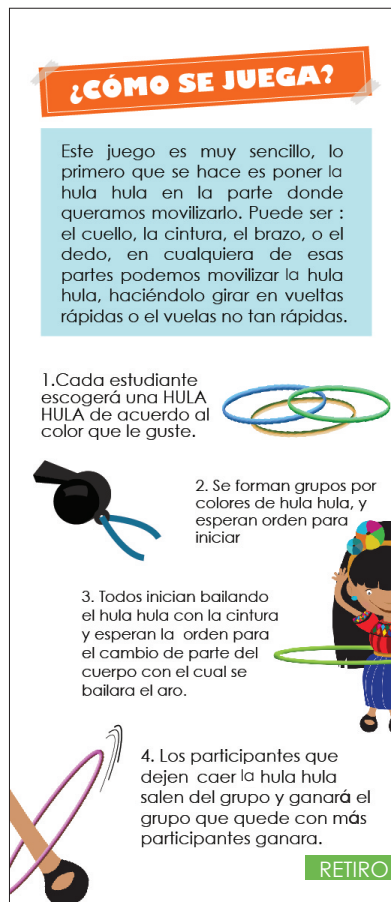 ¿CÓMO SE JUEGA?
Este juego es muy sencillo, lo
primero que se hace es poner la
hula hula en la parte donde
queramos movilizarlo. Puede ser :
el cuello, la cintura, el brazo, o el
dedo, en cualquiera de esas
partes podemos movilizar la hula
hula, haciéndolo girar en vueltas
rápidas o el vuelas no tan rápidas.
1.Cada estudiante
escogerá una HULA
HULA de acuerdo al
color que le guste.
2. Se forman grupos por
colores de hula hula, y
esperan orden para
iniciar
3. Todos inician bailando
el hula hula con la cintura
y esperan la orden para
el cambio de parte del
cuerpo con el cual se
bailara el aro.
4. Los participantes que
dejen caer la hula hula
salen del grupo y ganará el
grupo que quede con más
participantes ganara.
RETIRO